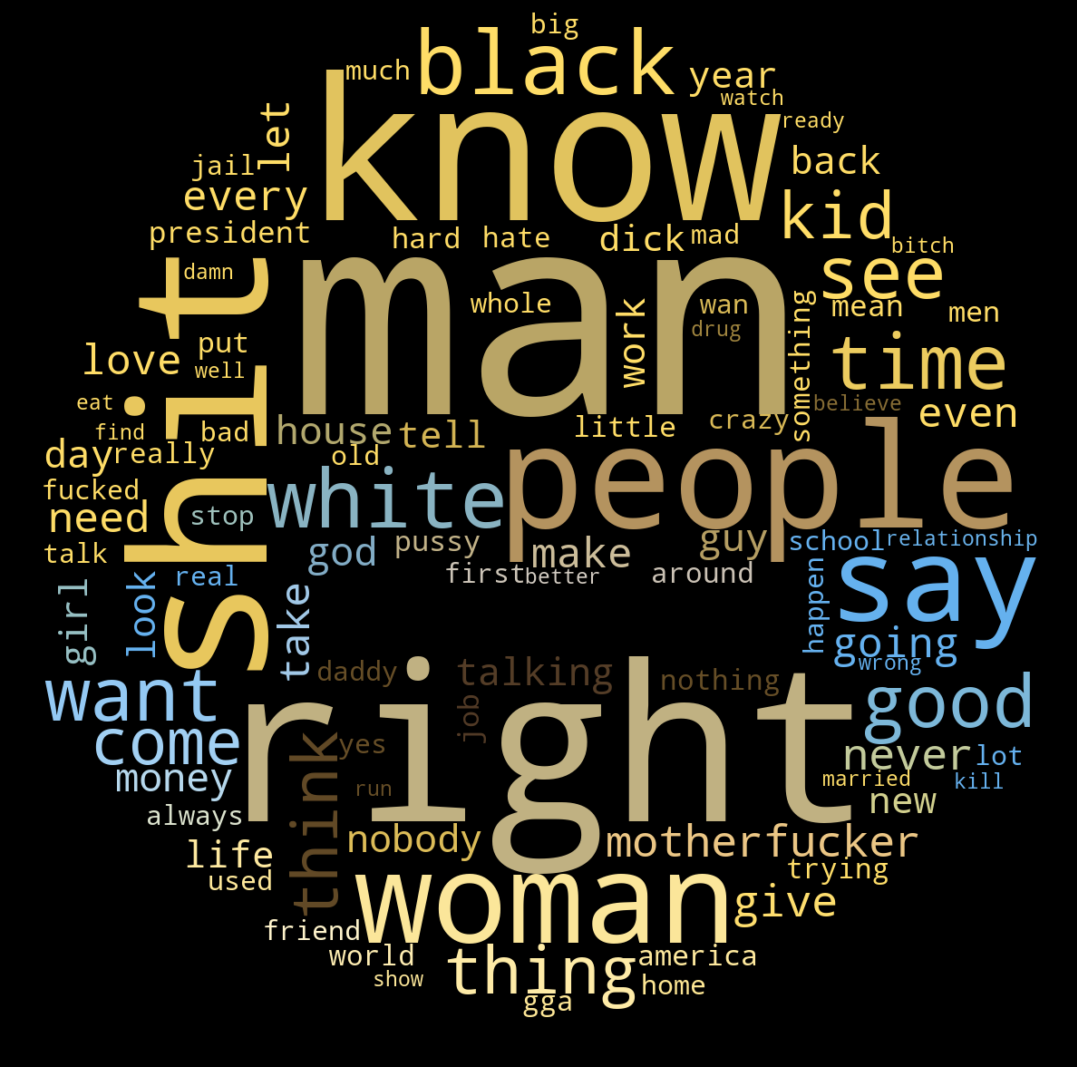 big
black
much
year
watch
know
let
ready
jail
back
every
kid
president
hard
hate
dick
mad
bitch
shit
damn
man
see
whole
work
wan
something
mean
men
drug
love
put
time
well
eat
believe
find
bad
house
tell
little
crazy
even
day
really
old
people
fucked
white
need
stop
god
pussy
make
guy
school
relationship
talk
real
first
better
around
say
girl
look
take
happen
going
wrong
daddy
talking
nothing
want
right
job
good
come
think
yes
never
lot
money
run
married
kill
always
new
nobody
motherfucker
life
trying
used
woman
give
friend
world
thing
america
show
home
gga